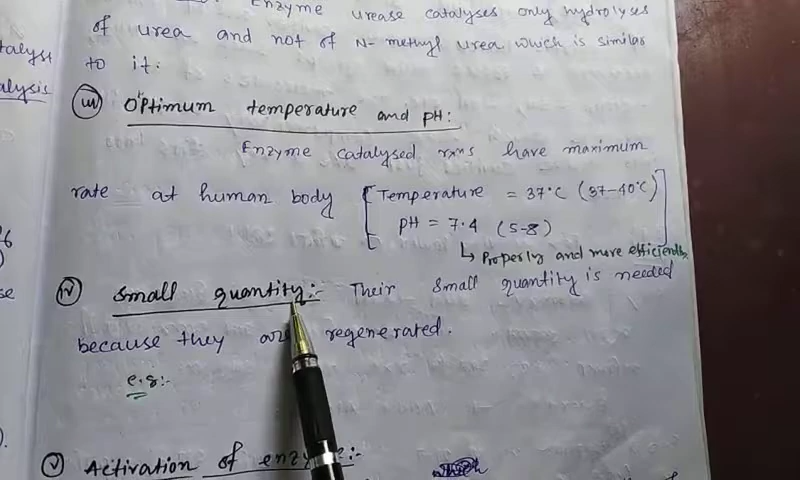 Enzyme urease catalyses only hydrolyses
of urea and not of N-methyl urea which is similar
to it.
(iii) Optimum temperature and pH:
Enzyme catalysed rxns have maximum
rate at human body [Temperature = 37°C (37-40°C)
pH = 7.4 (5-8)]
↳ Properly and more efficiently
(iv) Small quantity:- Their small quantity is needed
because they are regenerated.
e.g:-
(v) Activation of enzyme:-
talyst
alysis